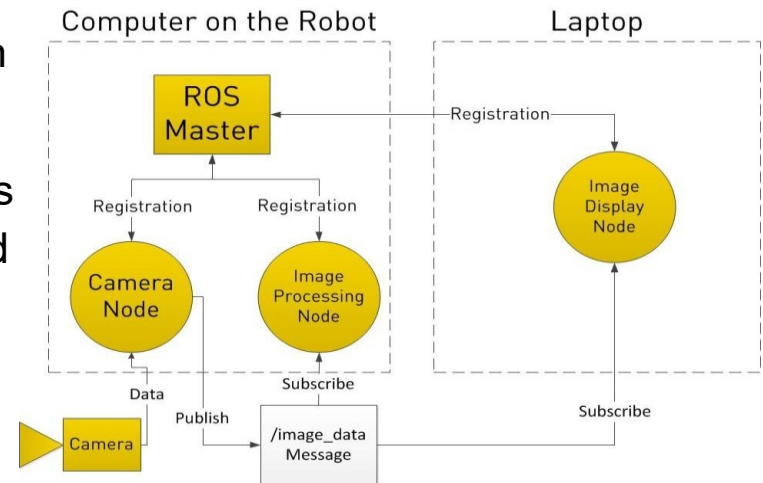 Computer on the Robot
Laptop
ROS
Master
Registration
Registration
Registration
Image
Display
Node
Camera
Node
Image
Processing
Node
Data
Publish
Subscribe
Subscribe
Camera
/image_data
Message